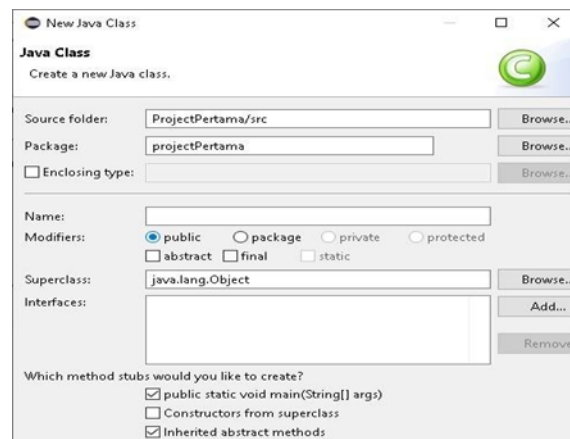 New Java Class
Java Class
Create a new Java class.
Source folder: ProjectPertama/src Browse..
Package: projectPertama Browse..
Enclosing type: Browse..
Name:
Modifiers: public package private protected
abstract final static
Superclass: java.lang.Object Browse..
Interfaces: Add...
Remove
Which method stubs would you like to create?
public static void main(String[] args)
Constructors from superclass
Inherited abstract methods